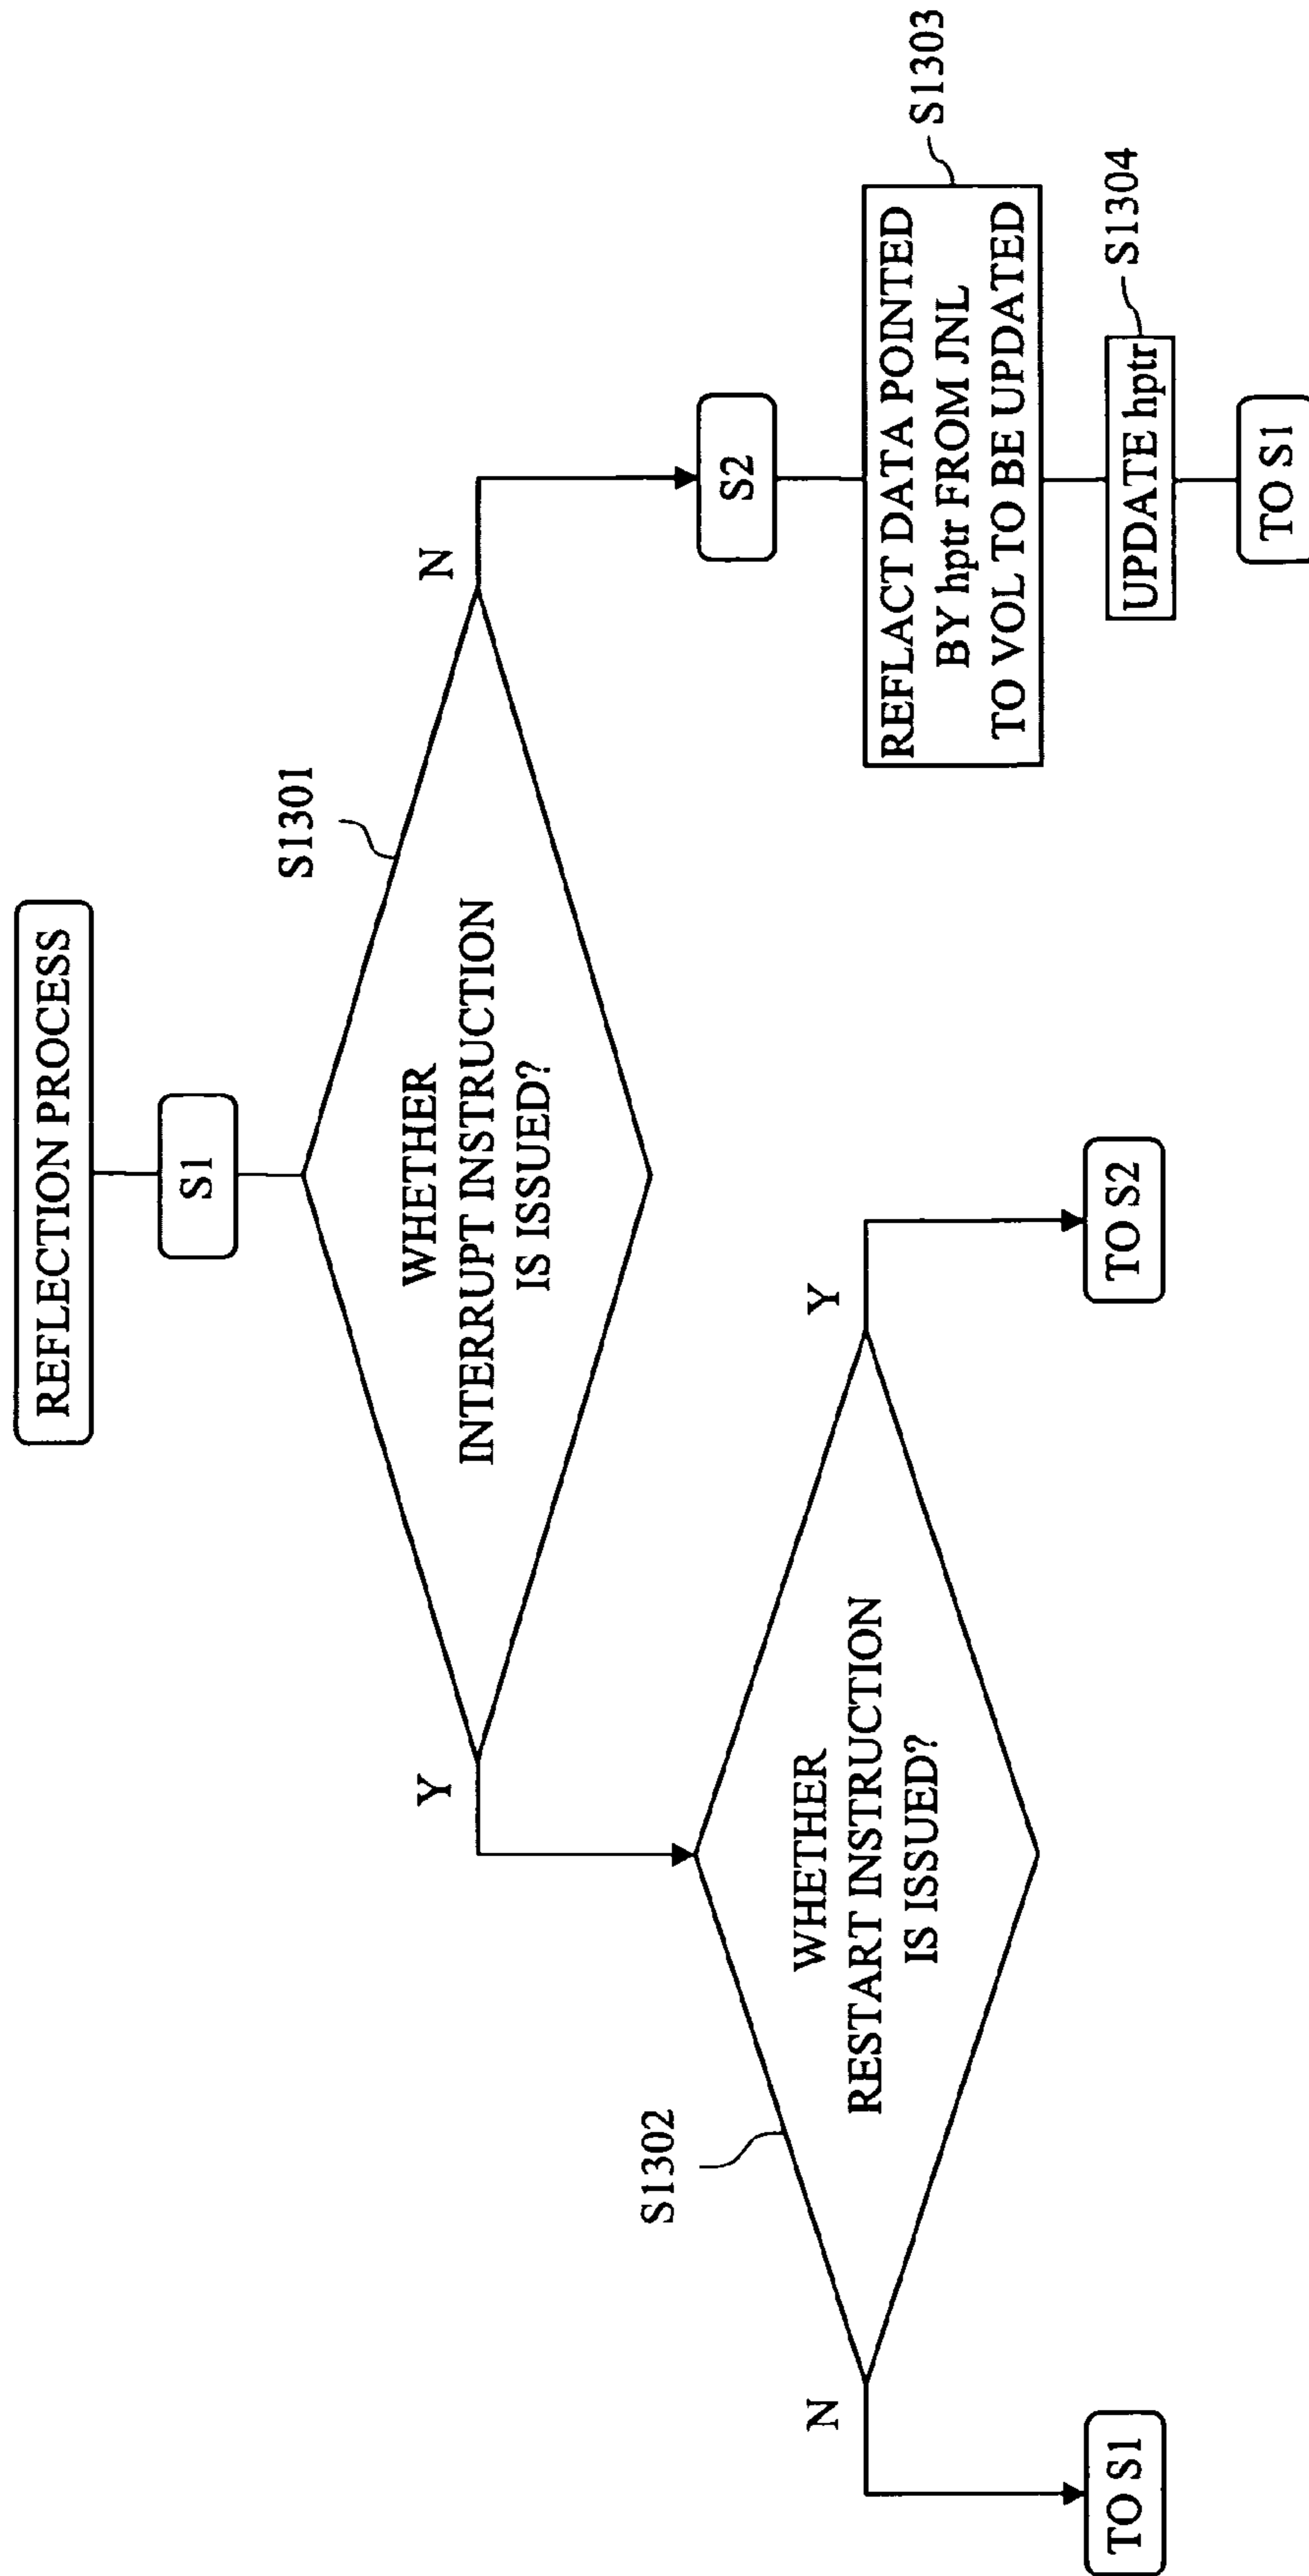 REFLECTION PROCESS
S1
S1301
WHETHER
INTERRUPT INSTRUCTION
IS ISSUED?
Y
N
S1302
WHETHER
RESTART INSTRUCTION
IS ISSUED?
N
Y
TO S1
TO S2
S2
S1303
REFLACT DATA POINTED
BY hptr FROM JNL
TO VOL TO BE UPDATED
S1304
UPDATE hptr
TO S1